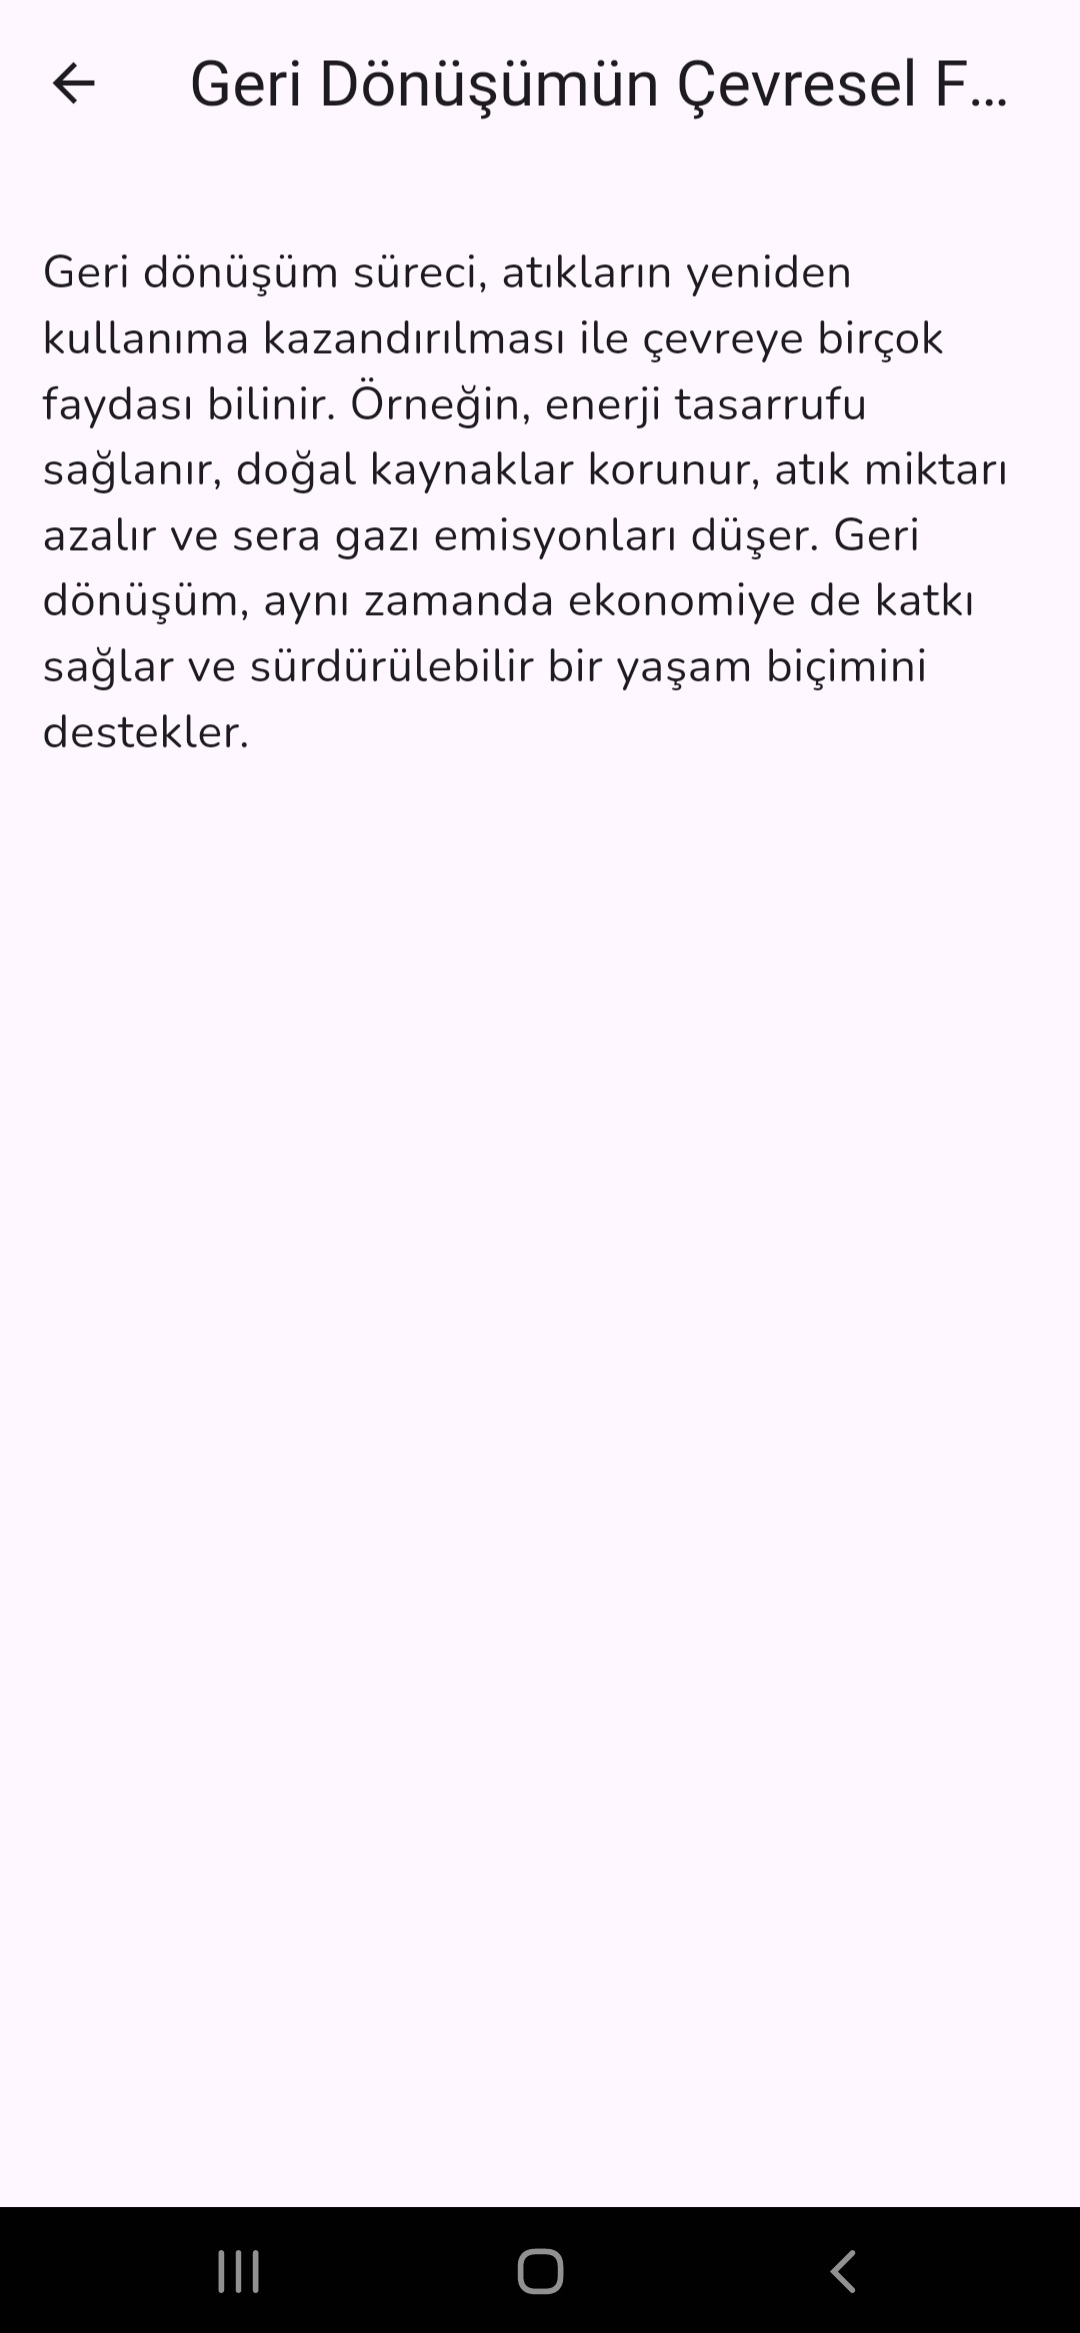 Geri Dönüşümün Çevresel F...
Geri dönüşüm süreci, atıkların yeniden
kullanıma kazandırılması ile çevreye birçok
faydası bilinir. Örneğin, enerji tasarrufu
sağlanır, doğal kaynaklar korunur, atık miktarı
azalır ve sera gazı emisyonları düşer. Geri
dönüşüm, aynı zamanda ekonomiye de katkı
sağlar ve sürdürülebilir bir yaşam biçimini
destekler.